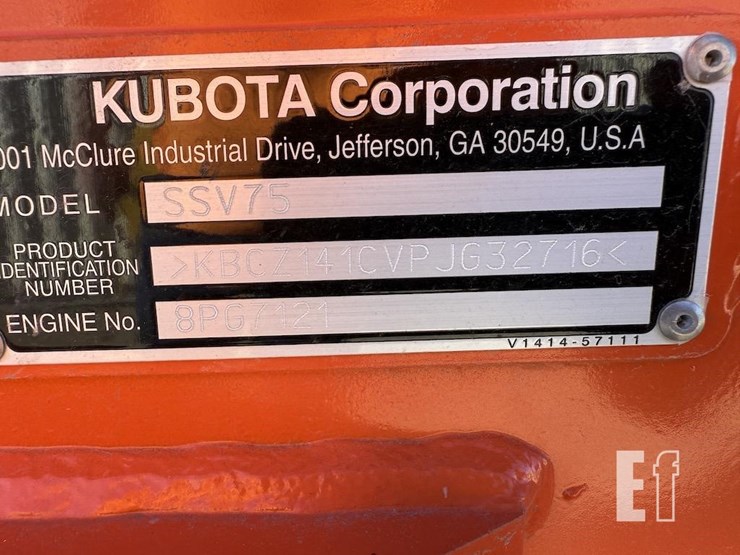 KUBOTA Corporation
001 McClure Industrial Drive, Jefferson, GA 30549, U.S.A
MODEL SSV75
PRODUCT
IDENTIFICATION
NUMBER
>KBCZ141CVPJG32716<
ENGINE No. 8PG7121
V1414-57111
Ef